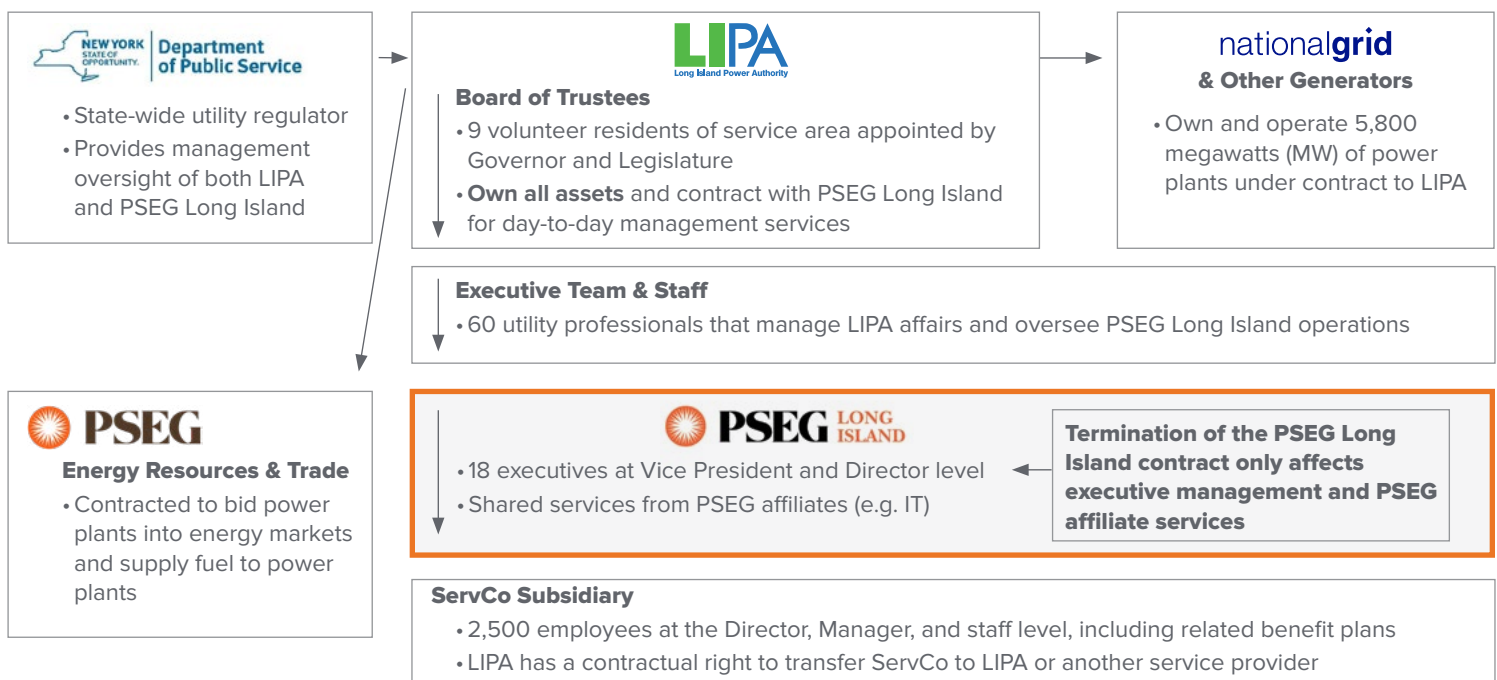 NEW YORK
STATE OF
OPPORTUNITY.
Department
of Public Service
• State-wide utility regulator
• Provides management
oversight of both LIPA
and PSEG Long Island
LIPA
Long Island Power Authority
Board of Trustees
• 9 volunteer residents of service area appointed by
Governor and Legislature
• Own all assets and contract with PSEG Long Island
for day-to-day management services
nationalgrid
& Other Generators
• Own and operate 5,800
megawatts (MW) of power
plants under contract to LIPA
Executive Team & Staff
• 60 utility professionals that manage LIPA affairs and oversee PSEG Long Island operations
PSEG
Energy Resources & Trade
• Contracted to bid power
plants into energy markets
and supply fuel to power
plants
PSEG LONG
ISLAND
• 18 executives at Vice President and Director level
• Shared services from PSEG affiliates (e.g. IT)
Termination of the PSEG Long
Island contract only affects
executive management and PSEG
affiliate services
ServCo Subsidiary
• 2,500 employees at the Director, Manager, and staff level, including related benefit plans
• LIPA has a contractual right to transfer ServCo to LIPA or another service provider